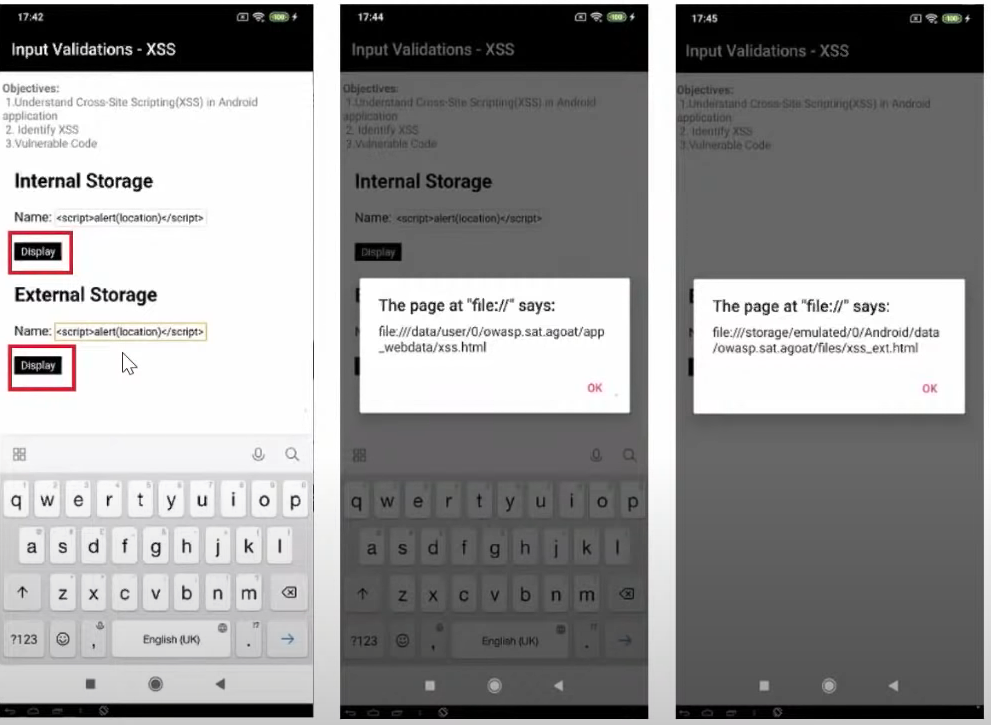 17:42
100
Input Validations - XSS
Objectives:
1.Understand Cross-Site Scripting(XSS) in Android
application
2. Identify XSS
3.Vulnerable Code
Internal Storage
Name: <script>alert(location)</script>
Display
External Storage
Name: <script>alert(location)</script>
Display
q w e r t y u i o p
a s d f g h j k l
z x c v b n m
?123 , English (UK) .
17:44
100
Input Validations - XSS
Objectives:
1.Understand Cross-Site Scripting(XSS) in Android
application
2. Identify XSS
3.Vulnerable Code
Internal Storage
Name: <script>alert(location)</script>
Display
E
The page at "file://" says:
file:///data/user/0/owasp.sat.agoat/app
_webdata/xss.html
OK
q w e r t y u i o p
a s d f g h j k l
z x c v b n m
?123 , English (UK) .
17:45
100
Input Validations - XSS
Objectives:
1.Understand Cross-Site Scripting(XSS) in Android
application
2. Identify XSS
3.Vulnerable Code
The page at "file://" says:
file:///storage/emulated/0/Android/data
/owasp.sat.agoat/files/xss_ext.html
OK